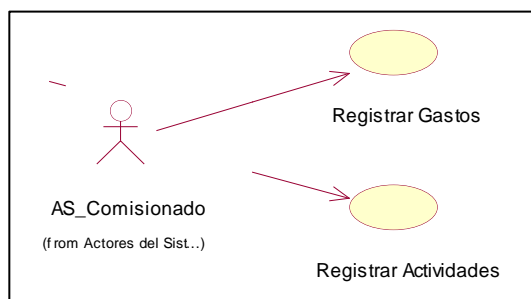 Registrar Gastos
AS_Comisionado
(from Actores del Sist...)
Registrar Actividades